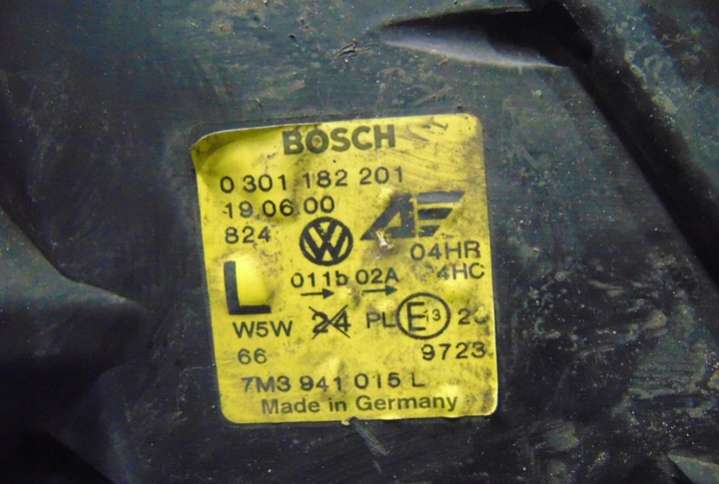 BOSCH
0 301 182 201
19.06.00
824
04HR
4HC
L
011b 02A
W5W 24 PL E13
66 9723
7M3 941 015 L
Made in Germany